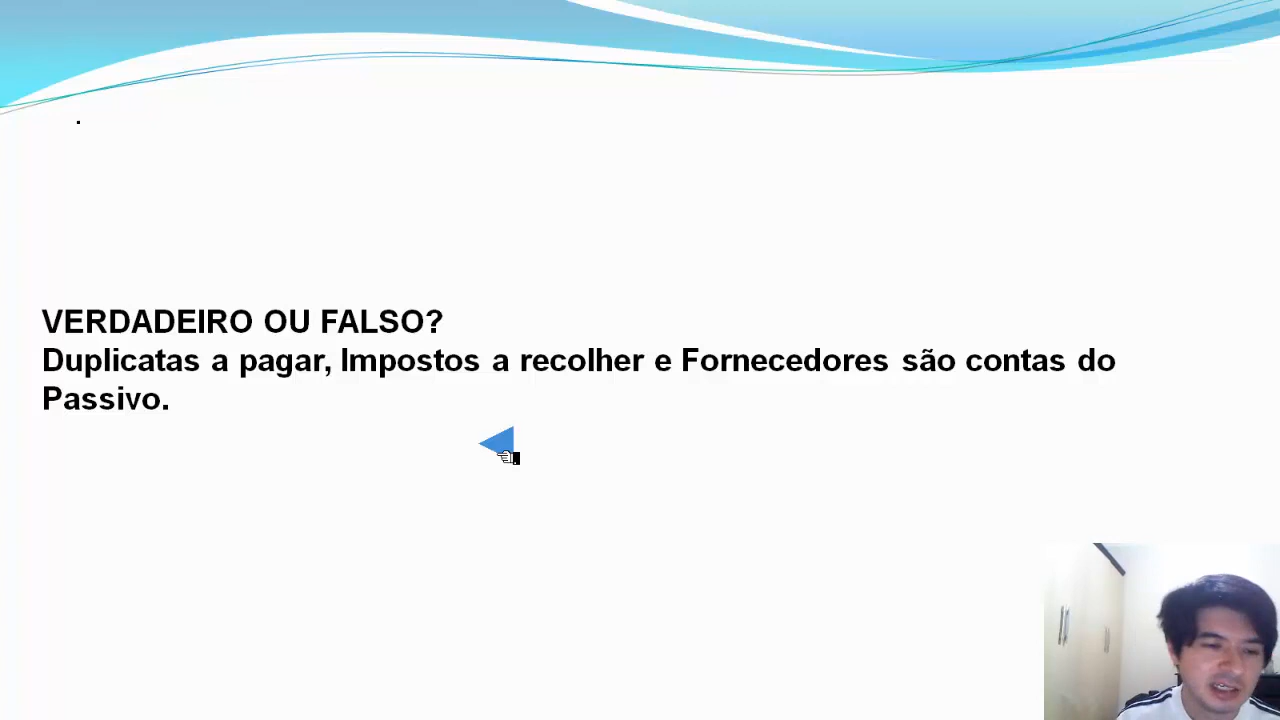 .
VERDADEIRO OU FALSO?
Duplicatas a pagar, Impostos a recolher e Fornecedores são contas do
Passivo.